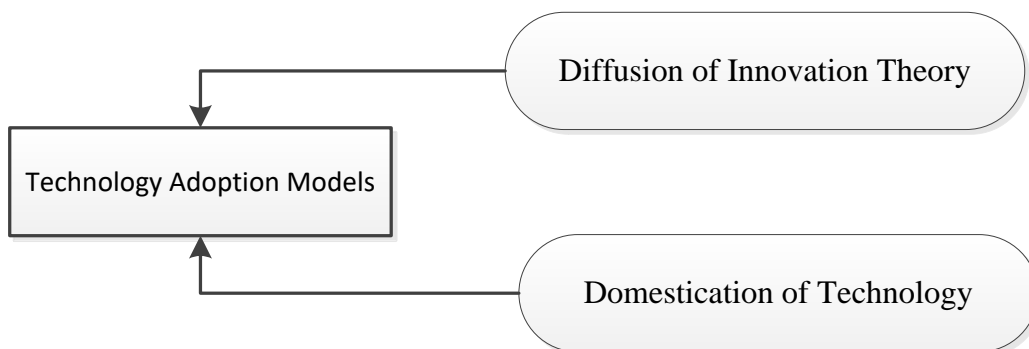 Diffusion of Innovation Theory
Technology Adoption Models
Domestication of Technology